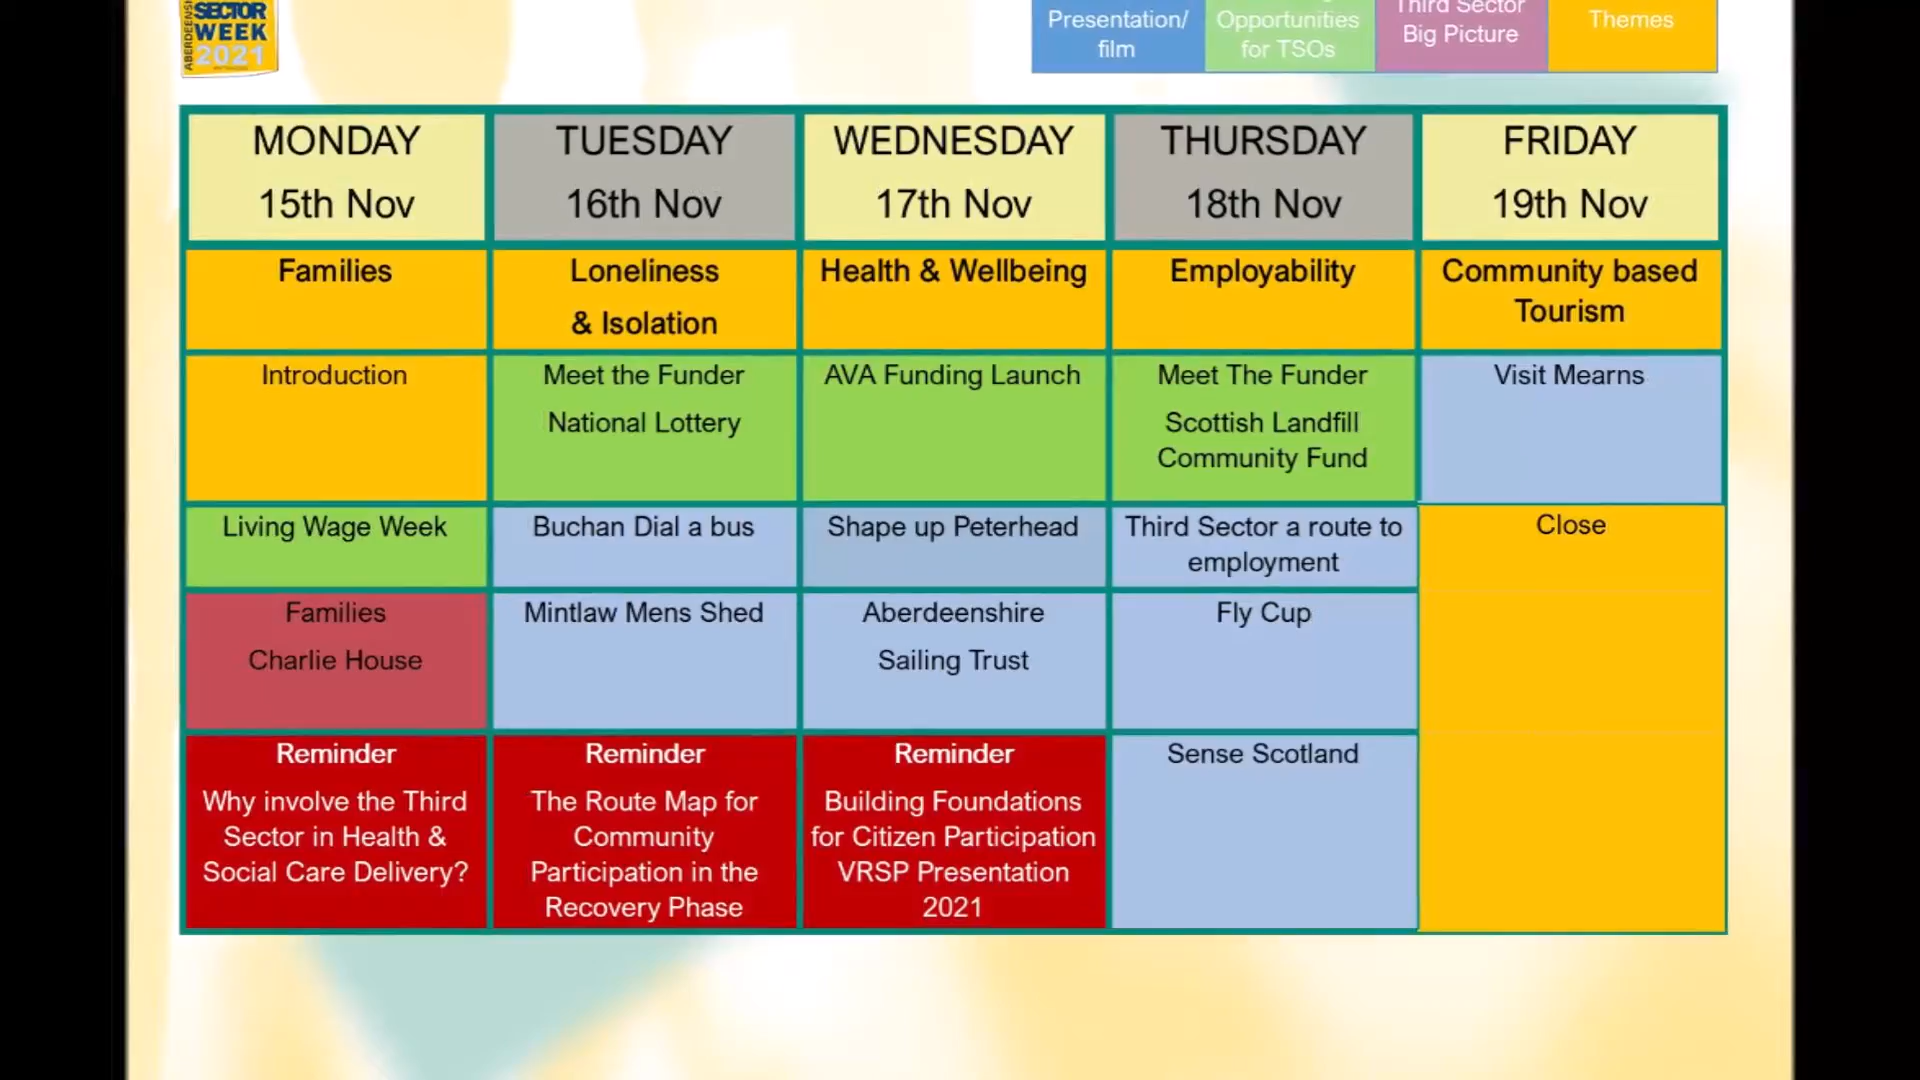 SECTOR
WEEK
2021
Presentation/
film
Opportunities
for TSOs
Third Sector
Big Picture
Themes
MONDAY
15th Nov
TUESDAY
16th Nov
WEDNESDAY
17th Nov
THURSDAY
18th Nov
FRIDAY
19th Nov
Families
Loneliness
& Isolation
Health & Wellbeing
Employability
Community based
Tourism
Introduction
Meet the Funder
National Lottery
AVA Funding Launch
Meet The Funder
Scottish Landfill
Community Fund
Visit Mearns
Living Wage Week
Buchan Dial a bus
Shape up Peterhead
Third Sector a route to
employment
Close
Families
Charlie House
Mintlaw Mens Shed
Aberdeenshire
Sailing Trust
Fly Cup
Reminder
Why involve the Third
Sector in Health &
Social Care Delivery?
Reminder
The Route Map for
Community
Participation in the
Recovery Phase
Reminder
Building Foundations
for Citizen Participation
VRSP Presentation
2021
Sense Scotland